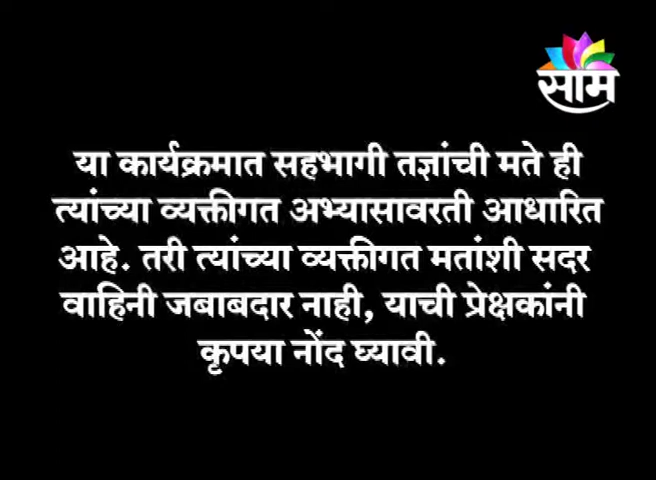 साम
या कार्यक्रमात सहभागी तज्ञांची मते ही
त्यांच्या व्यक्तीगत अभ्यासावरती आधारित
आहे. तरी त्यांच्या व्यक्तीगत मतांशी सदर
वाहिनी जबाबदार नाही, याची प्रेक्षकांनी
कृपया नोंद घ्यावी.